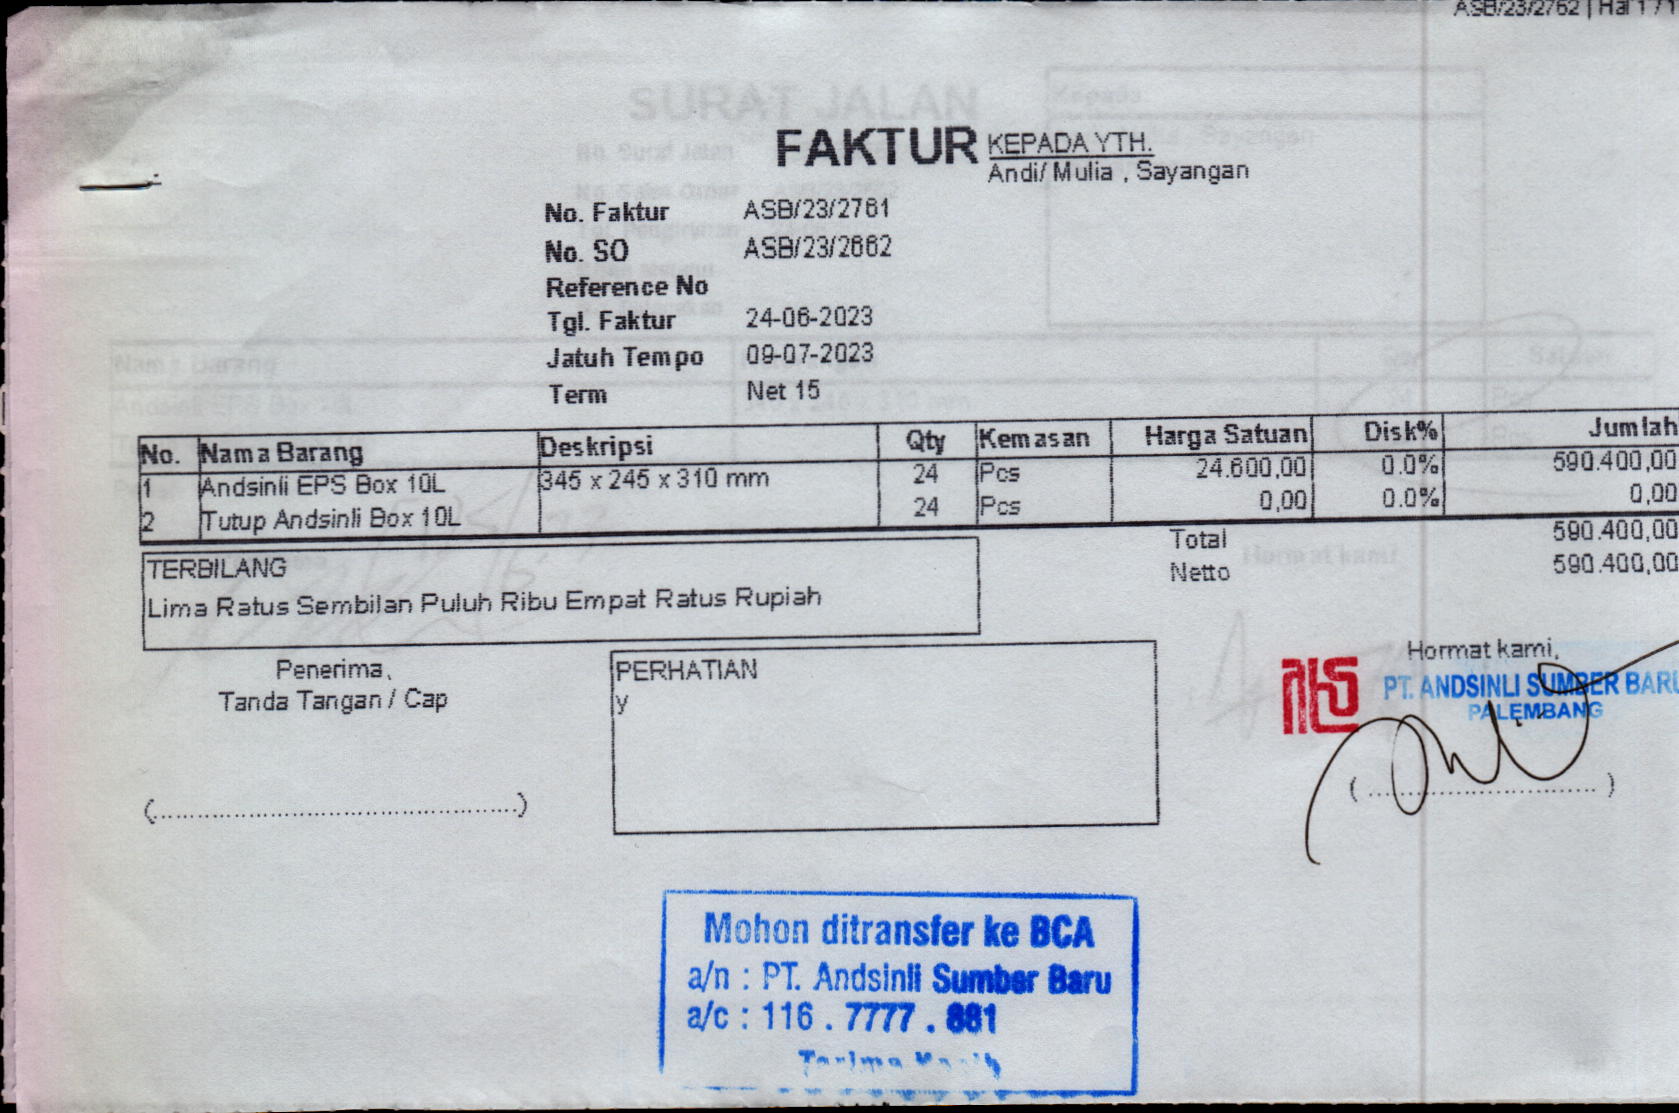 ASB/23/2762 | Hal 1 / 1
SURAT JALAN
FAKTUR
KEPADA YTH.
Andi/ Mulia , Sayangan
No. Faktur ASB/23/2761
No. SO ASB/23/2662
Reference No
Tgl. Faktur 24-06-2023
Jatuh Tempo 09-07-2023
Term Net 15
No. Nama Barang Deskripsi Qty Kemasan Harga Satuan Disk% Jumlah
1 Andsinli EPS Box 10L 345 x 245 x 310 mm 24 Pcs 24.600,00 0.0% 590.400,00
2 Tutup Andsinli Box 10L 24 Pcs 0,00 0.0% 0,00
Total 590.400,00
Netto 590.400,00
TERBILANG
Lima Ratus Sembilan Puluh Ribu Empat Ratus Rupiah
Penerima,
Tanda Tangan / Cap
(................................................)
PERHATIAN
y
Hormat kami,
PT. ANDSINLI SUMBER BARU
PALEMBANG
( .............................. )
Mohon ditransfer ke BCA
a/n : PT. Andsinli Sumber Baru
a/c : 116 . 7777 . 881
Terima Kasih